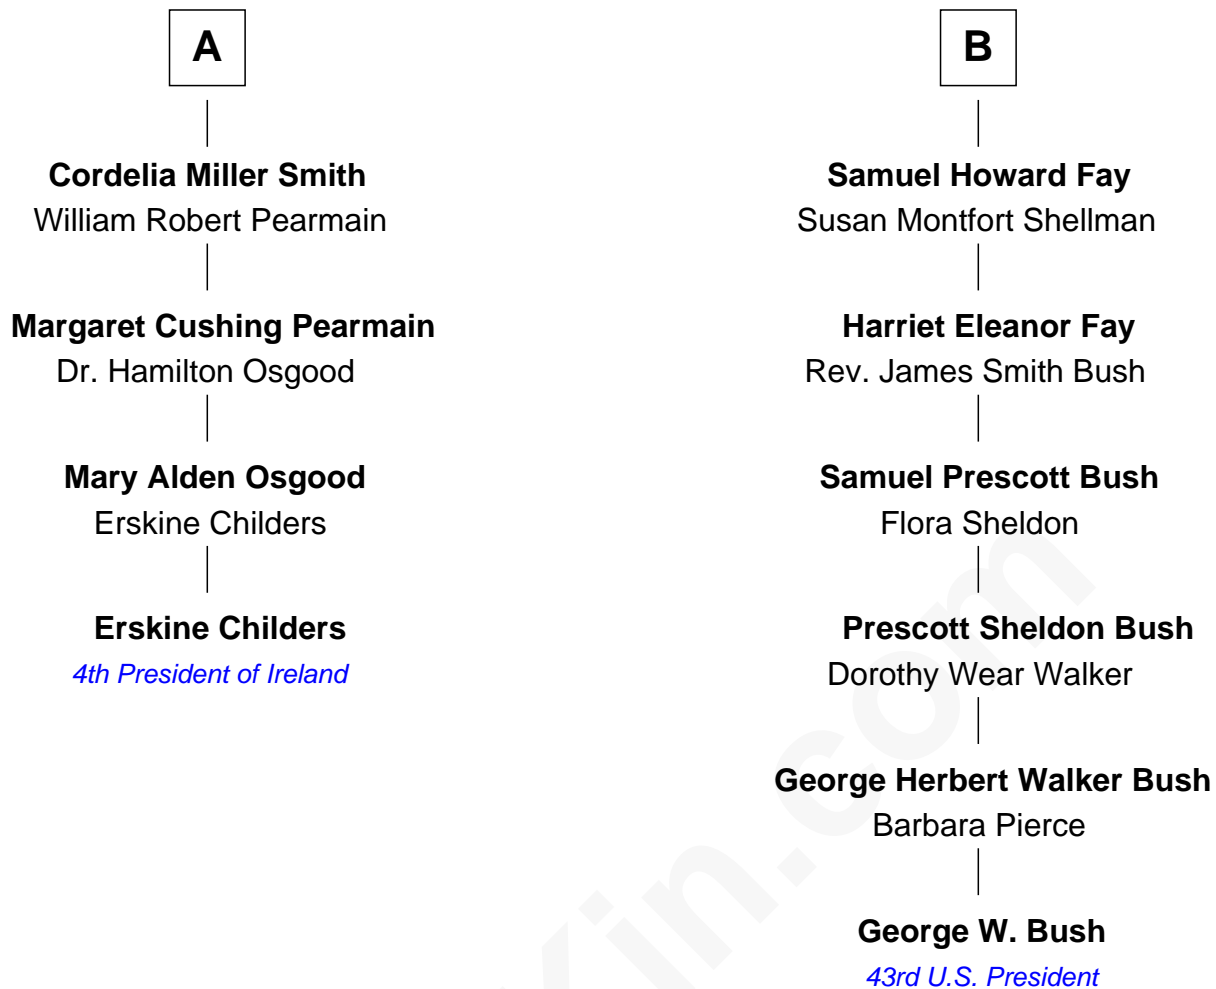 A
Cordelia Miller Smith
William Robert Pearmain
Margaret Cushing Pearmain
Dr. Hamilton Osgood
Mary Alden Osgood
Erskine Childers
Erskine Childers
4th President of Ireland
B
Samuel Howard Fay
Susan Montfort Shellman
Harriet Eleanor Fay
Rev. James Smith Bush
Samuel Prescott Bush
Flora Sheldon
Prescott Sheldon Bush
Dorothy Wear Walker
George Herbert Walker Bush
Barbara Pierce
George W. Bush
43rd U.S. President
Kin.com